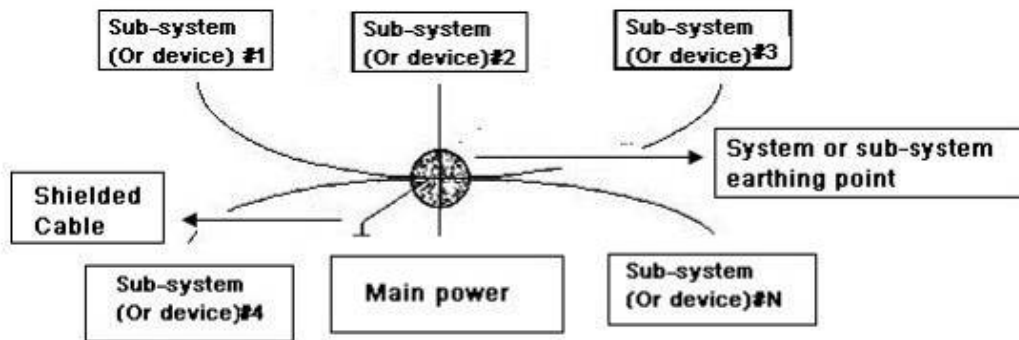 Sub-system
(Or device) #1
Sub-system
(Or device)#2
Sub-system
(Or device)#3
System or sub-system
earthing point
Shielded
Cable
Sub-system
(Or device)#4
Main power
Sub-system
(Or device)#N